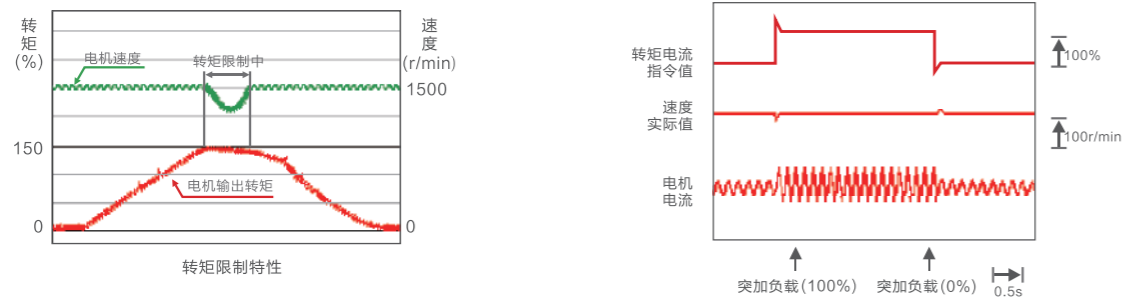 转矩(%)
速度(r/min)
电机速度
转矩限制中
1500
150
电机输出转矩
0
0
转矩限制特性
转矩电流
指令值
100%
速度
实际值
100r/min
电机
电流
突加负载(100%)
突加负载(0%)
0.5s